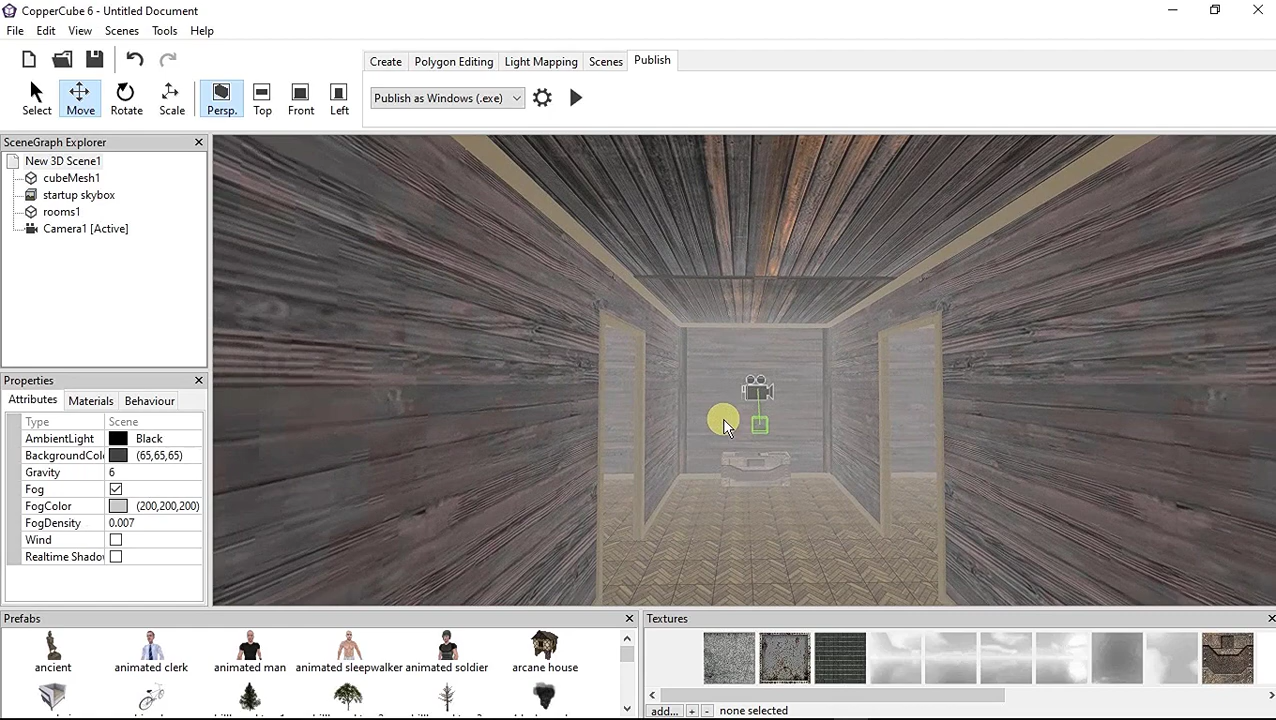 CopperCube 6 - Untitled Document
File Edit View Scenes Tools Help
Create Polygon Editing Light Mapping Scenes Publish
Select Move Rotate Scale Persp. Top Front Left
Publish as Windows (.exe)
SceneGraph Explorer
New 3D Scene1
cubeMesh1
startup skybox
rooms1
Camera1 [Active]
Properties
Attributes Materials Behaviour
Type Scene
AmbientLight Black
BackgroundColo (65,65,65)
Gravity 6
Fog
FogColor (200,200,200)
FogDensity 0.007
Wind
Realtime Shado
Prefabs
ancient animated clerk animated man animated sleepwalker animated soldier arcane house
Textures
add... + - none selected